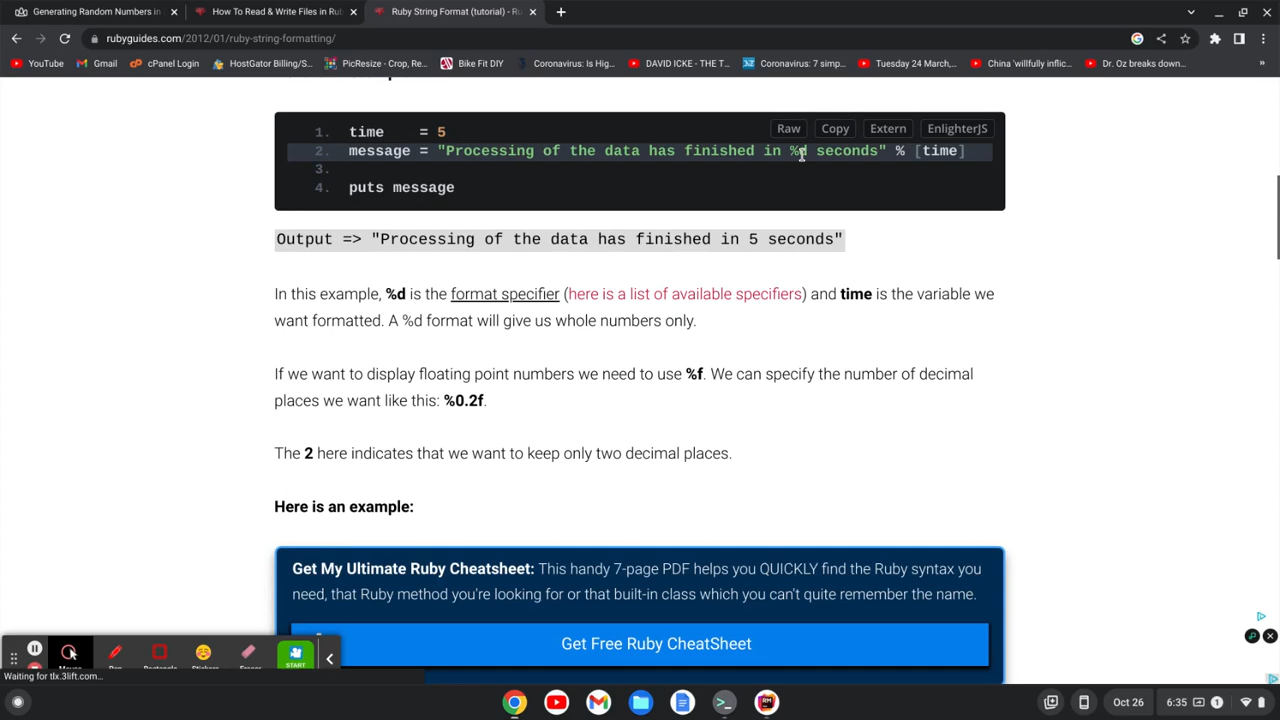 Generating Random Numbers in
How To Read & Write Files in Rub
Ruby String Format (tutorial) - Ru
rubyguides.com/2012/01/ruby-string-formatting/
YouTube
Gmail
cPanel Login
HostGator Billing/S...
PicResize - Crop, Re...
Bike Fit DIY
Coronavirus: Is Hig...
DAVID ICKE - THE T...
Coronavirus: 7 simp...
Tuesday 24 March,...
China 'willfully inflic...
Dr. Oz breaks down...
Raw Copy Extern EnlighterJS
1. time = 5
2. message = "Processing of the data has finished in %d seconds" % [time]
3.
4. puts message
Output => "Processing of the data has finished in 5 seconds"
In this example, %d is the format specifier (here is a list of available specifiers) and time is the variable we
want formatted. A %d format will give us whole numbers only.
If we want to display floating point numbers we need to use %f. We can specify the number of decimal
places we want like this: %0.2f.
The 2 here indicates that we want to keep only two decimal places.
Here is an example:
Get My Ultimate Ruby Cheatsheet: This handy 7-page PDF helps you QUICKLY find the Ruby syntax you
need, that Ruby method you're looking for or that built-in class which you can't quite remember the name.
Get Free Ruby CheatSheet
START
Waiting for tlx.3lift.com...
Oct 26
6:35
1